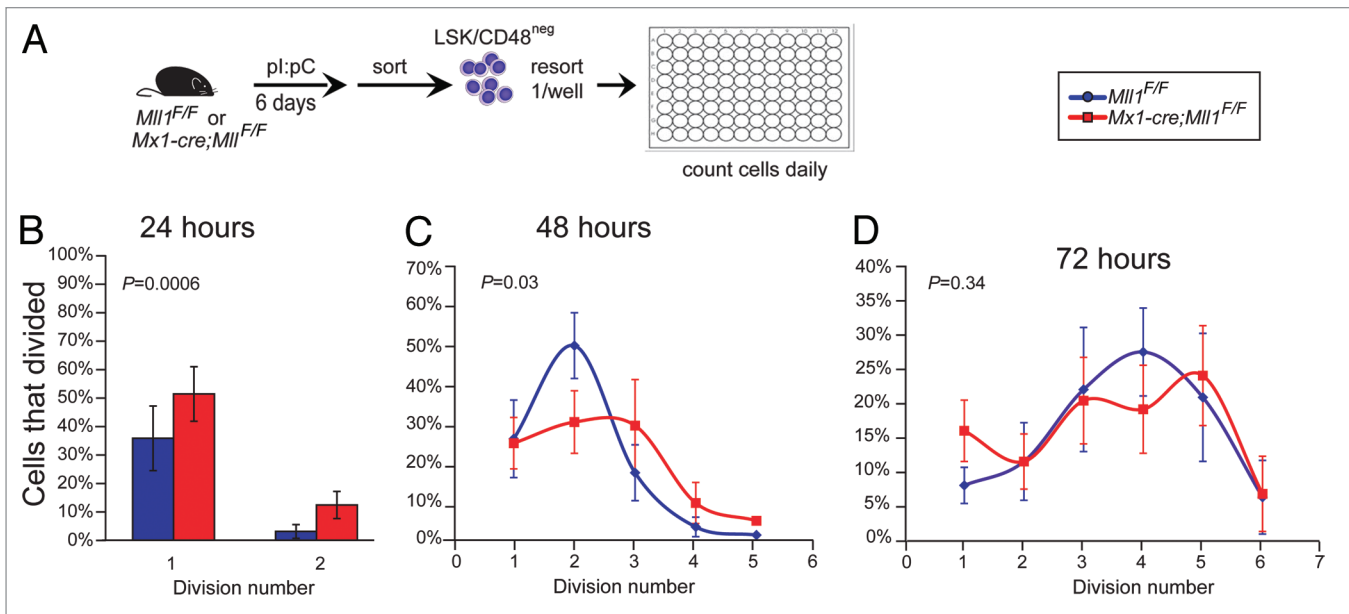 A
Mll1F/F or
Mx1-cre;MllF/F
pI:pC
6 days
sort
LSK/CD48neg
resort
1/well
count cells daily
Mll1F/F
Mx1-cre;Mll1F/F
B
24 hours
Cells that divided
100%
90%
80%
70%
60%
50%
40%
30%
20%
10%
0%
P=0.0006
1 2
Division number
C
48 hours
70%
60%
50%
40%
30%
20%
10%
0%
P=0.03
0 1 2 3 4 5 6
Division number
D
72 hours
40%
35%
30%
25%
20%
15%
10%
5%
0%
P=0.34
0 1 2 3 4 5 6 7
Division number